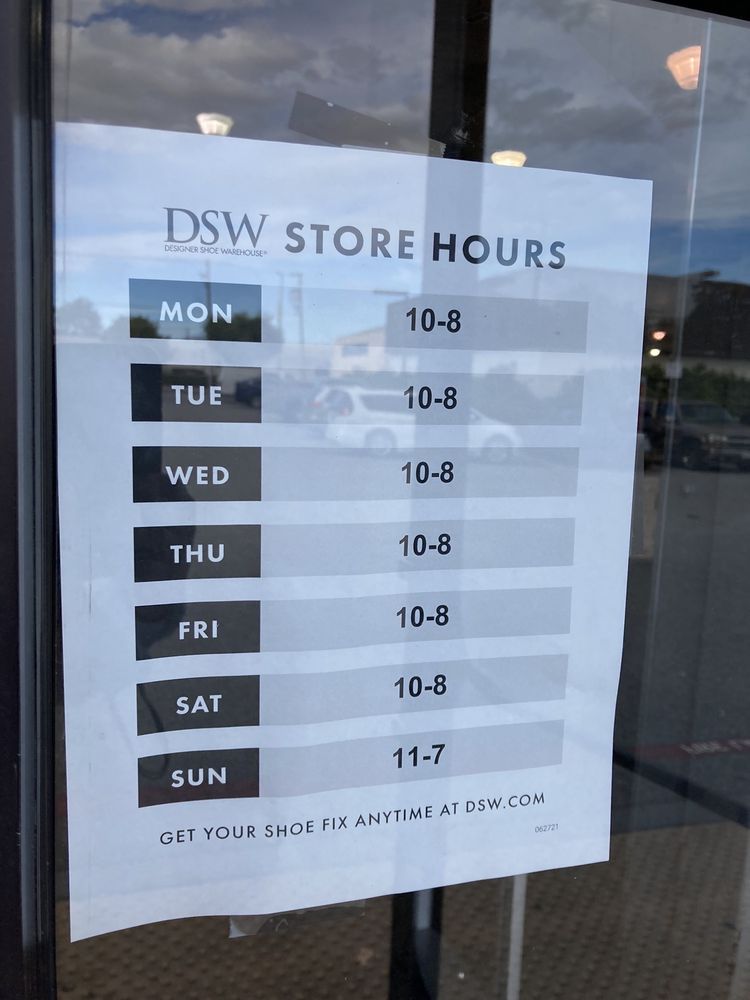 DSW STORE HOURS
DESIGNER SHOE WAREHOUSE®
MON 10-8
TUE 10-8
WED 10-8
THU 10-8
FRI 10-8
SAT 10-8
SUN 11-7
GET YOUR SHOE FIX ANYTIME AT DSW.COM
062721